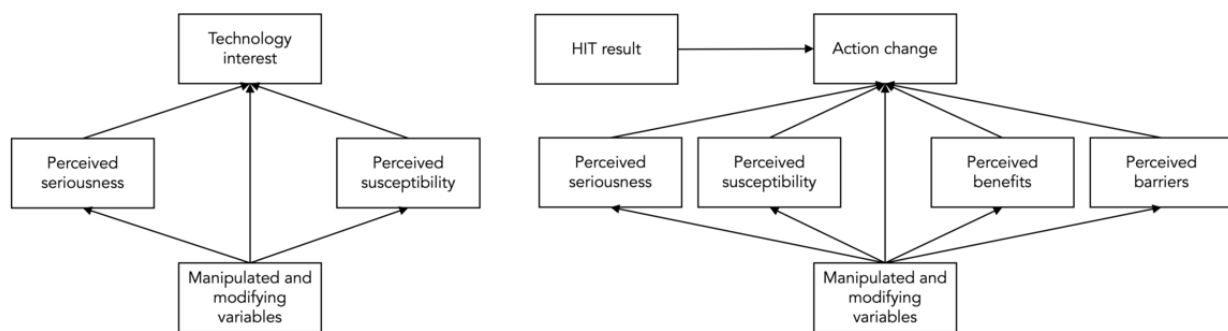 Technology
interest
Perceived
seriousness
Perceived
susceptibility
Manipulated and
modifying
variables
HIT result
Action change
Perceived
seriousness
Perceived
susceptibility
Perceived
benefits
Perceived
barriers
Manipulated and
modifying
variables